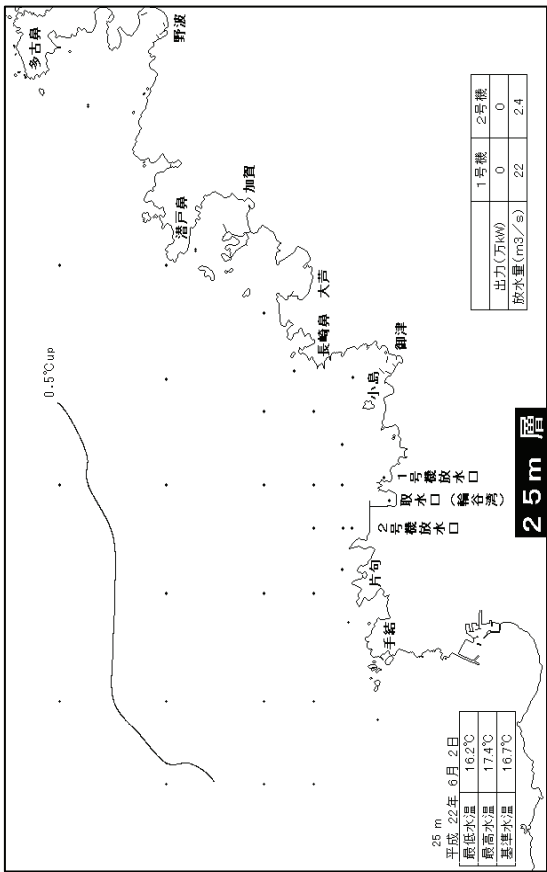 0.5℃up
多古鼻
野波
潜戸鼻
加賀
大芦
長崎鼻
御津
小島
1号機放水口
取水口（輪谷湾）
2号機放水口
片句
手結
25 m
平成 22年 6月 2日
最低水温 16.2℃
最高水温 17.4℃
基準水温 16.7℃
25m 層
1号機 2号機
出力(万kW) 0 0
放水量(m3/s) 22 2.4